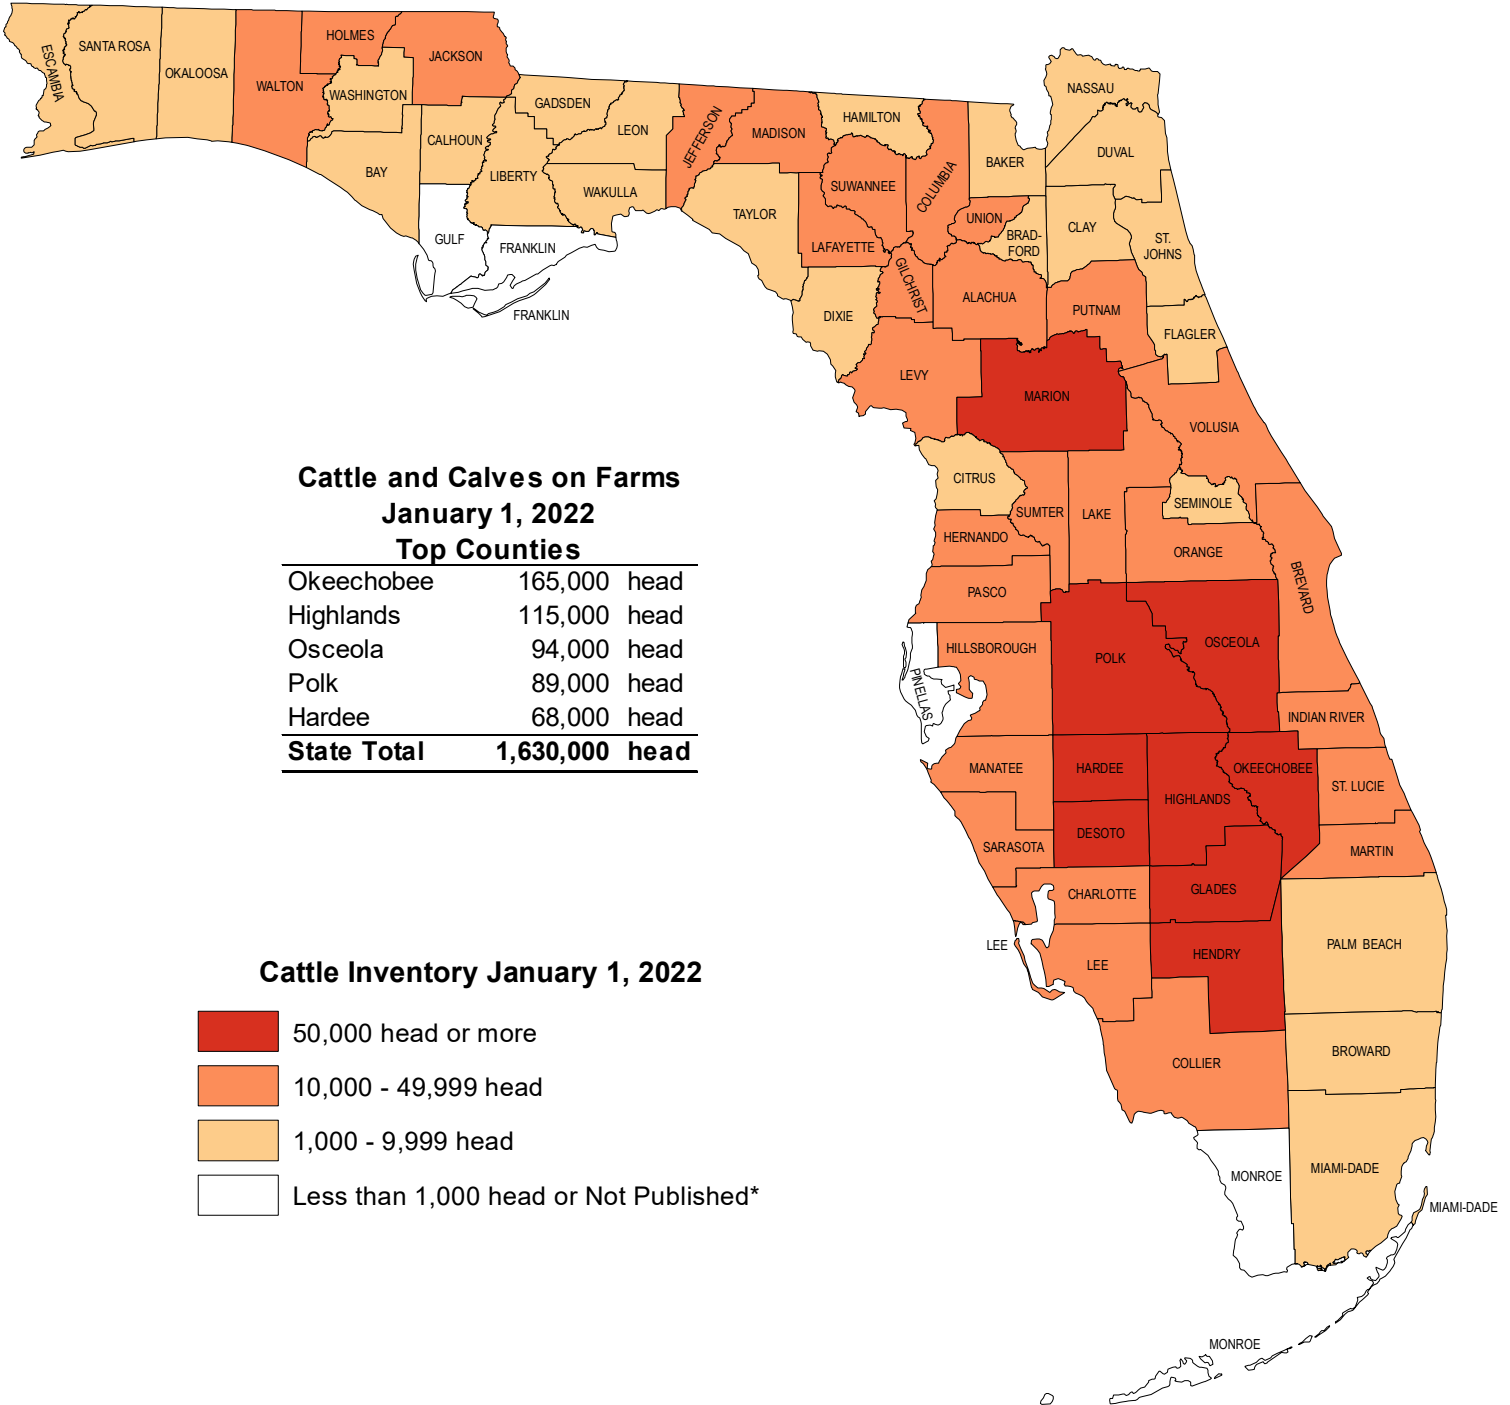 ESCAMBIA
SANTA ROSA
OKALOOSA
WALTON
HOLMES
JACKSON
WASHINGTON
BAY
CALHOUN
GADSDEN
LEON
LIBERTY
WAKULLA
GULF
FRANKLIN
FRANKLIN
JEFFERSON
MADISON
TAYLOR
HAMILTON
SUWANNEE
LAFAYETTE
COLUMBIA
DIXIE
GILCHRIST
BAKER
NASSAU
DUVAL
UNION
BRAD-
FORD
CLAY
ST.
JOHNS
ALACHUA
PUTNAM
FLAGLER
LEVY
MARION
VOLUSIA
CITRUS
SUMTER
LAKE
SEMINOLE
HERNANDO
ORANGE
PASCO
BREVARD
HILLSBOROUGH
PINELLAS
POLK
OSCEOLA
INDIAN RIVER
MANATEE
HARDEE
HIGHLANDS
OKEECHOBEE
ST. LUCIE
DESOTO
SARASOTA
MARTIN
CHARLOTTE
GLADES
LEE
LEE
HENDRY
PALM BEACH
COLLIER
BROWARD
MONROE
MIAMI-DADE
MIAMI-DADE
MONROE
Cattle and Calves on Farms
January 1, 2022
Top Counties
Okeechobee 165,000 head
Highlands 115,000 head
Osceola 94,000 head
Polk 89,000 head
Hardee 68,000 head
State Total 1,630,000 head
Cattle Inventory January 1, 2022
50,000 head or more
10,000 - 49,999 head
1,000 - 9,999 head
Less than 1,000 head or Not Published*